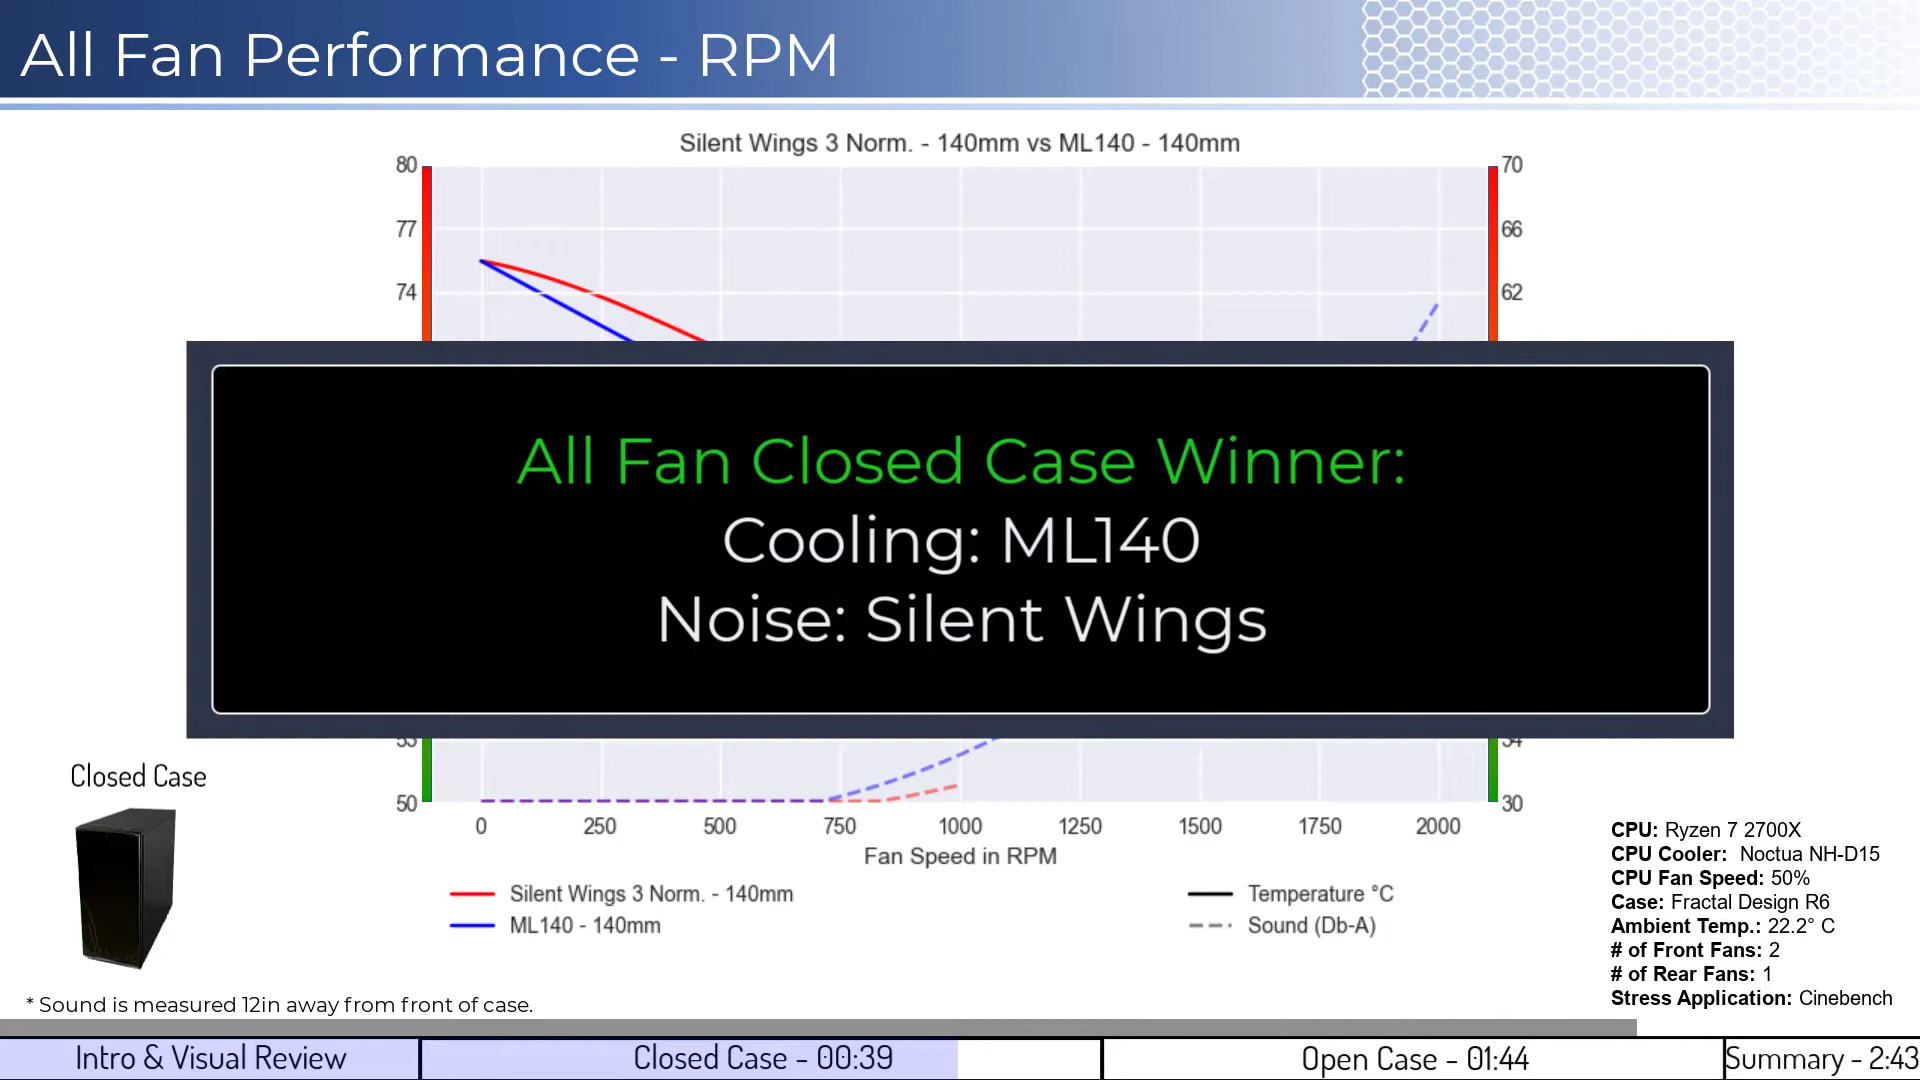 All Fan Performance - RPM
Silent Wings 3 Norm. - 140mm vs ML140 - 140mm
80
70
77
66
74
62
All Fan Closed Case Winner:
Cooling: ML140
Noise: Silent Wings
53
34
50
30
0 250 500 750 1000 1250 1500 1750 2000
Fan Speed in RPM
Silent Wings 3 Norm. - 140mm
ML140 - 140mm
Temperature °C
Sound (Db-A)
Closed Case
CPU: Ryzen 7 2700X
CPU Cooler: Noctua NH-D15
CPU Fan Speed: 50%
Case: Fractal Design R6
Ambient Temp.: 22.2° C
# of Front Fans: 2
# of Rear Fans: 1
Stress Application: Cinebench
* Sound is measured 12in away from front of case.
Intro & Visual Review
Closed Case - 00:39
Open Case - 01:44
Summary - 2:43